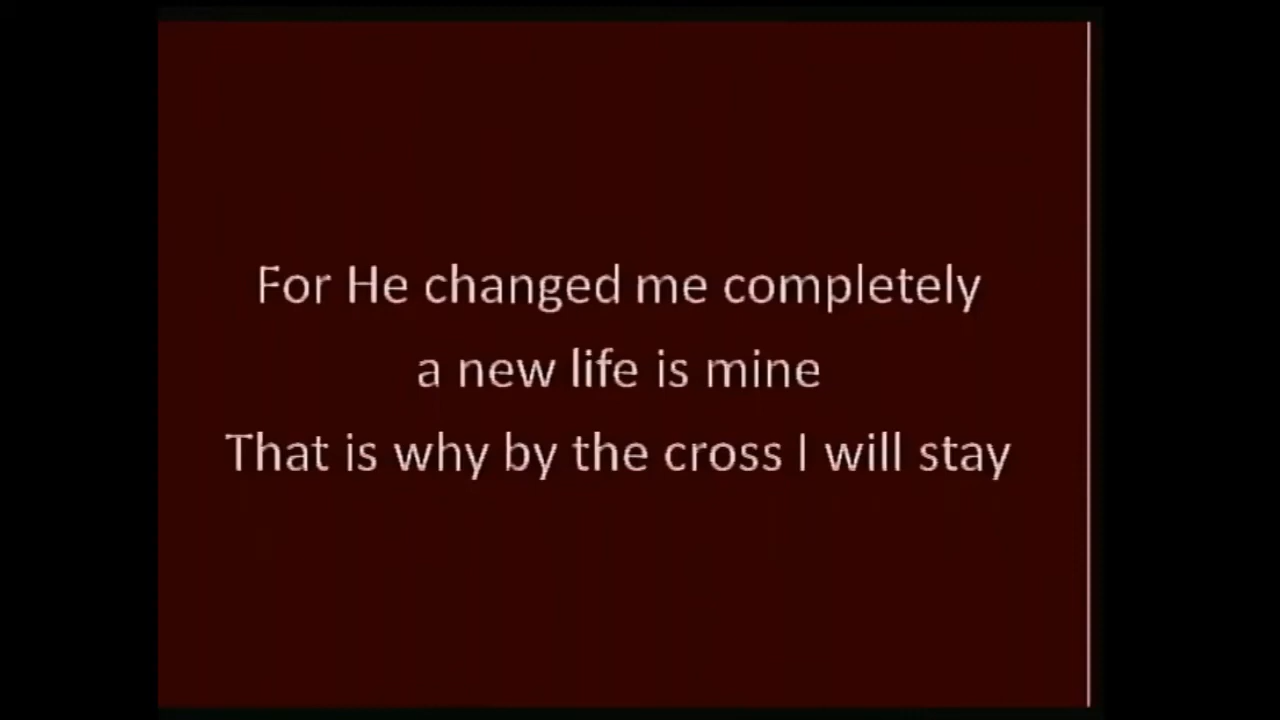 For He changed me completely
a new life is mine
That is why by the cross I will stay